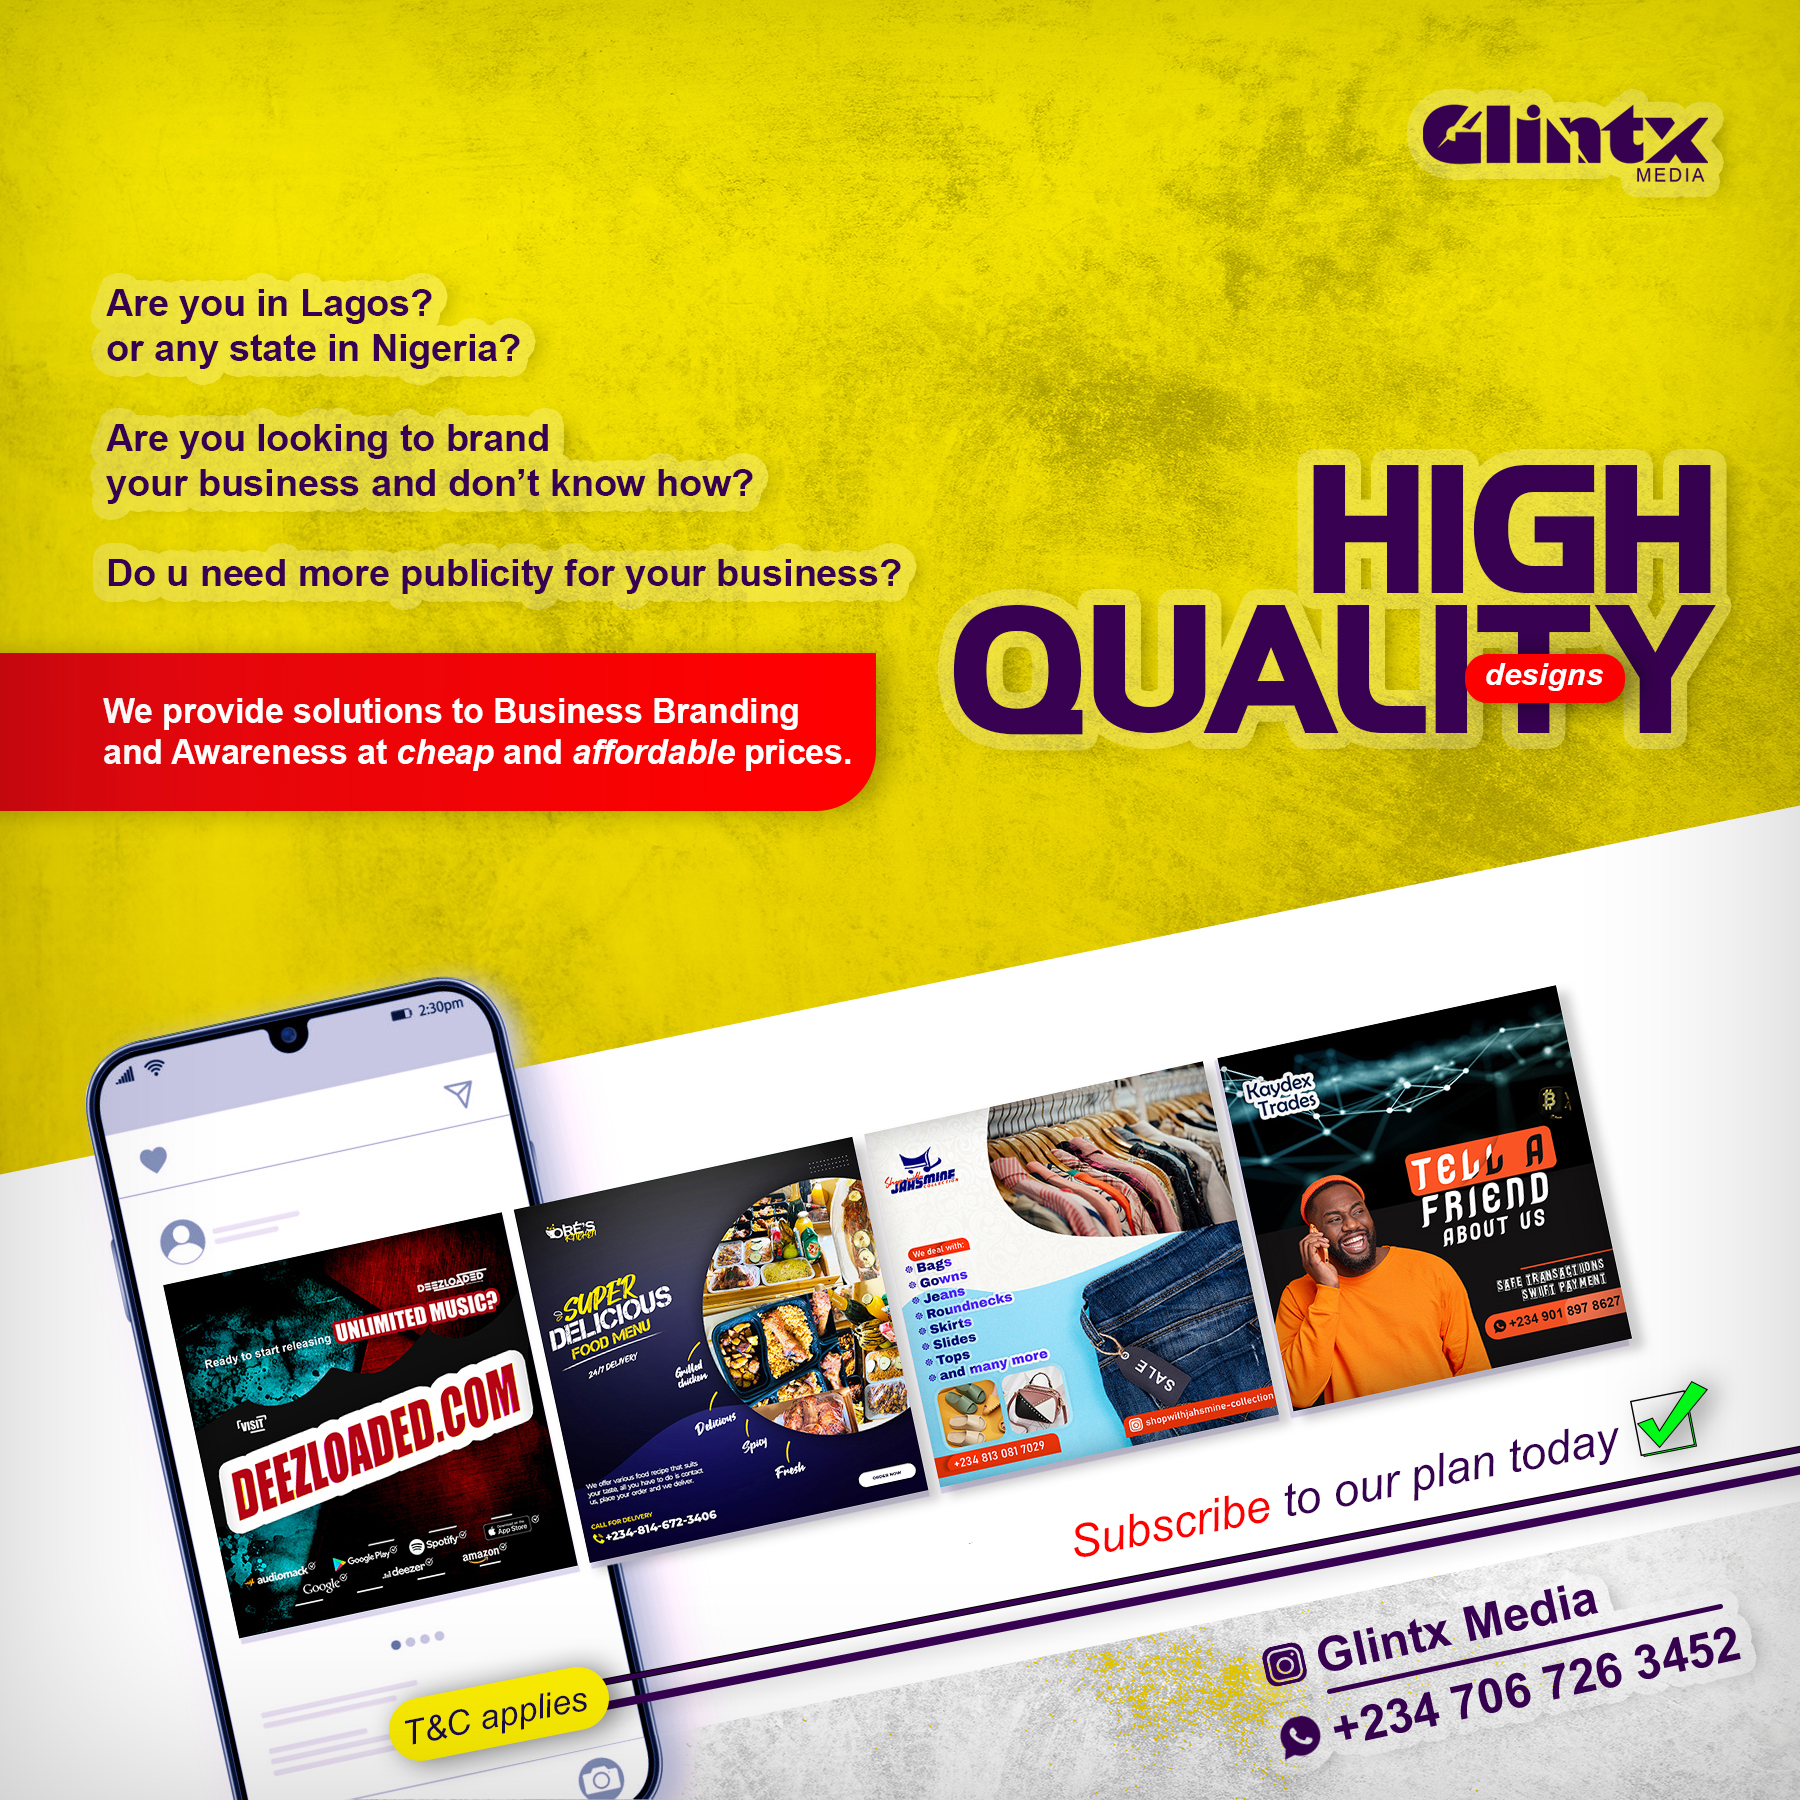 Glintx
MEDIA
Are you in Lagos?
or any state in Nigeria?
Are you looking to brand
your business and don’t know how?
Do u need more publicity for your business?
HIGH
QUALITY
designs
We provide solutions to Business Branding
and Awareness at cheap and affordable prices.
2:30pm
DEEZLOADED
Ready to start releasing UNLIMITED MUSIC?
VISIT
DEEZLOADED.COM
audiomack
Google Play
Spotify
App Store
Google
deezer
amazon
ORÉ'S
KITCHEN
SUPER
DELICIOUS
FOOD MENU
24/7 DELIVERY
Grilled
chicken
Delicious
Spicy
Fresh
We offer various food recipe that suits
your taste, all you have to do is contact
us, place your order and we deliver.
ORDER NOW
CALL FOR DELIVERY
+234-814-672-3406
JAHSMINE
COLLECTION
We deal with:
Bags
Gowns
Jeans
Roundnecks
Skirts
Slides
Tops
and many more
SALE
shopwithjahsmine-collection
+234 813 081 7029
Kaydex
Trades
TELL A
FRIEND
ABOUT US
SAFE TRANSACTIONS
SWIFT PAYMENT
+234 901 897 8627
Subscribe to our plan today
T&C applies
Glintx Media
+234 706 726 3452